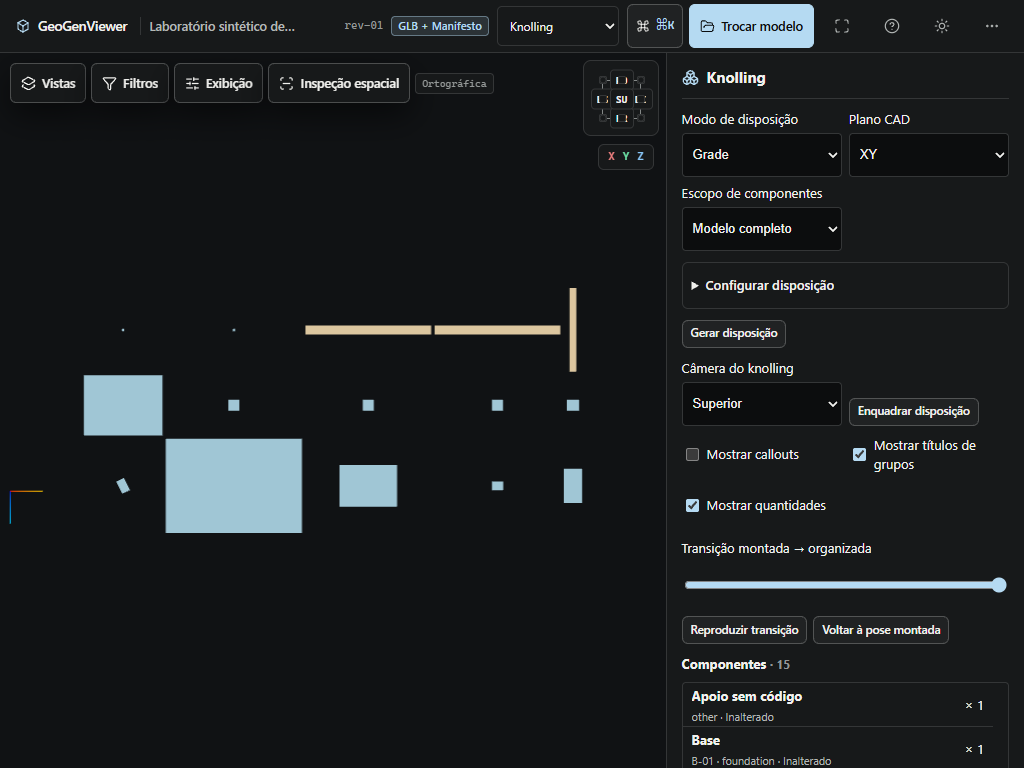 GeoGenViewer
Laboratório sintético de...
rev-01
GLB + Manifesto
Knolling
⌘ ⌘K
Trocar modelo
Vistas
Filtros
Exibição
Inspeção espacial
Ortográfica
SU
X Y Z
Knolling
Modo de disposição
Plano CAD
Grade
XY
Escopo de componentes
Modelo completo
Configurar disposição
Gerar disposição
Câmera do knolling
Superior
Enquadrar disposição
Mostrar callouts
Mostrar títulos de
grupos
Mostrar quantidades
Transição montada → organizada
Reproduzir transição
Voltar à pose montada
Componentes · 15
Apoio sem código
other · Inalterado
× 1
Base
B-01 · foundation · Inalterado
× 1